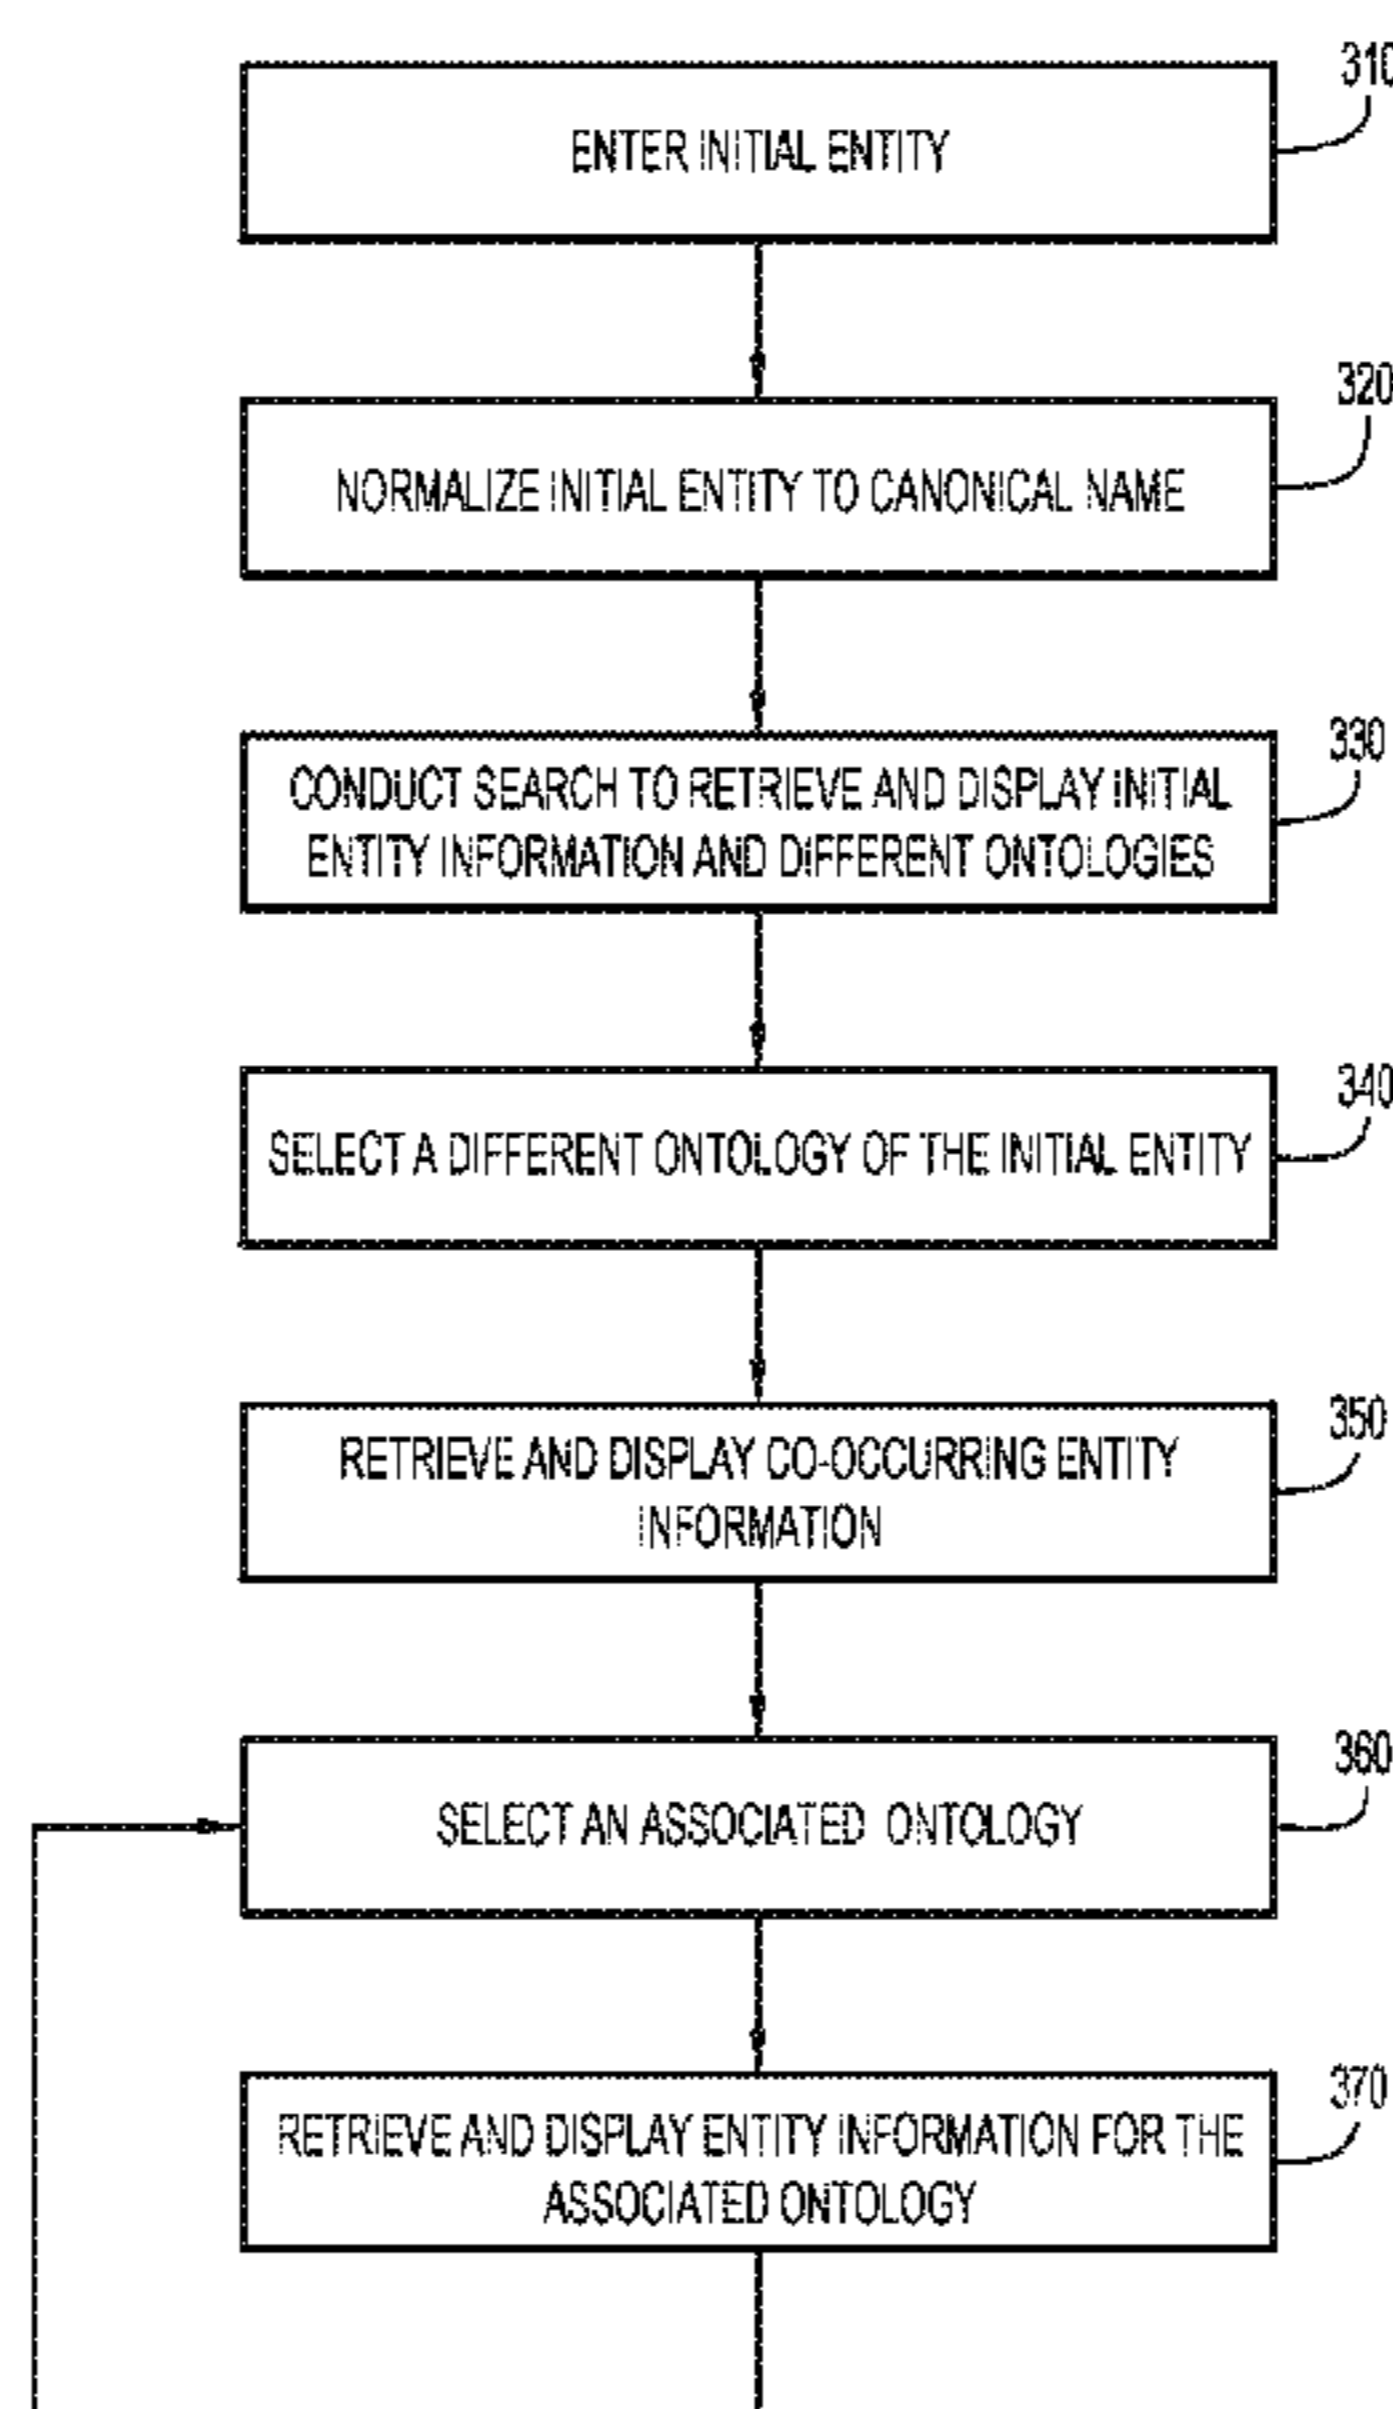 310
ENTER INITIAL ENTITY
320
NORMALIZE INITIAL ENTITY TO CANONICAL NAME
330
CONDUCT SEARCH TO RETRIEVE AND DISPLAY INITIAL
ENTITY INFORMATION AND DIFFERENT ONTOLOGIES
340
SELECT A DIFFERENT ONTOLOGY OF THE INITIAL ENTITY
350
RETRIEVE AND DISPLAY CO-OCCURRING ENTITY
INFORMATION
360
SELECT AN ASSOCIATED ONTOLOGY
370
RETRIEVE AND DISPLAY ENTITY INFORMATION FOR THE
ASSOCIATED ONTOLOGY